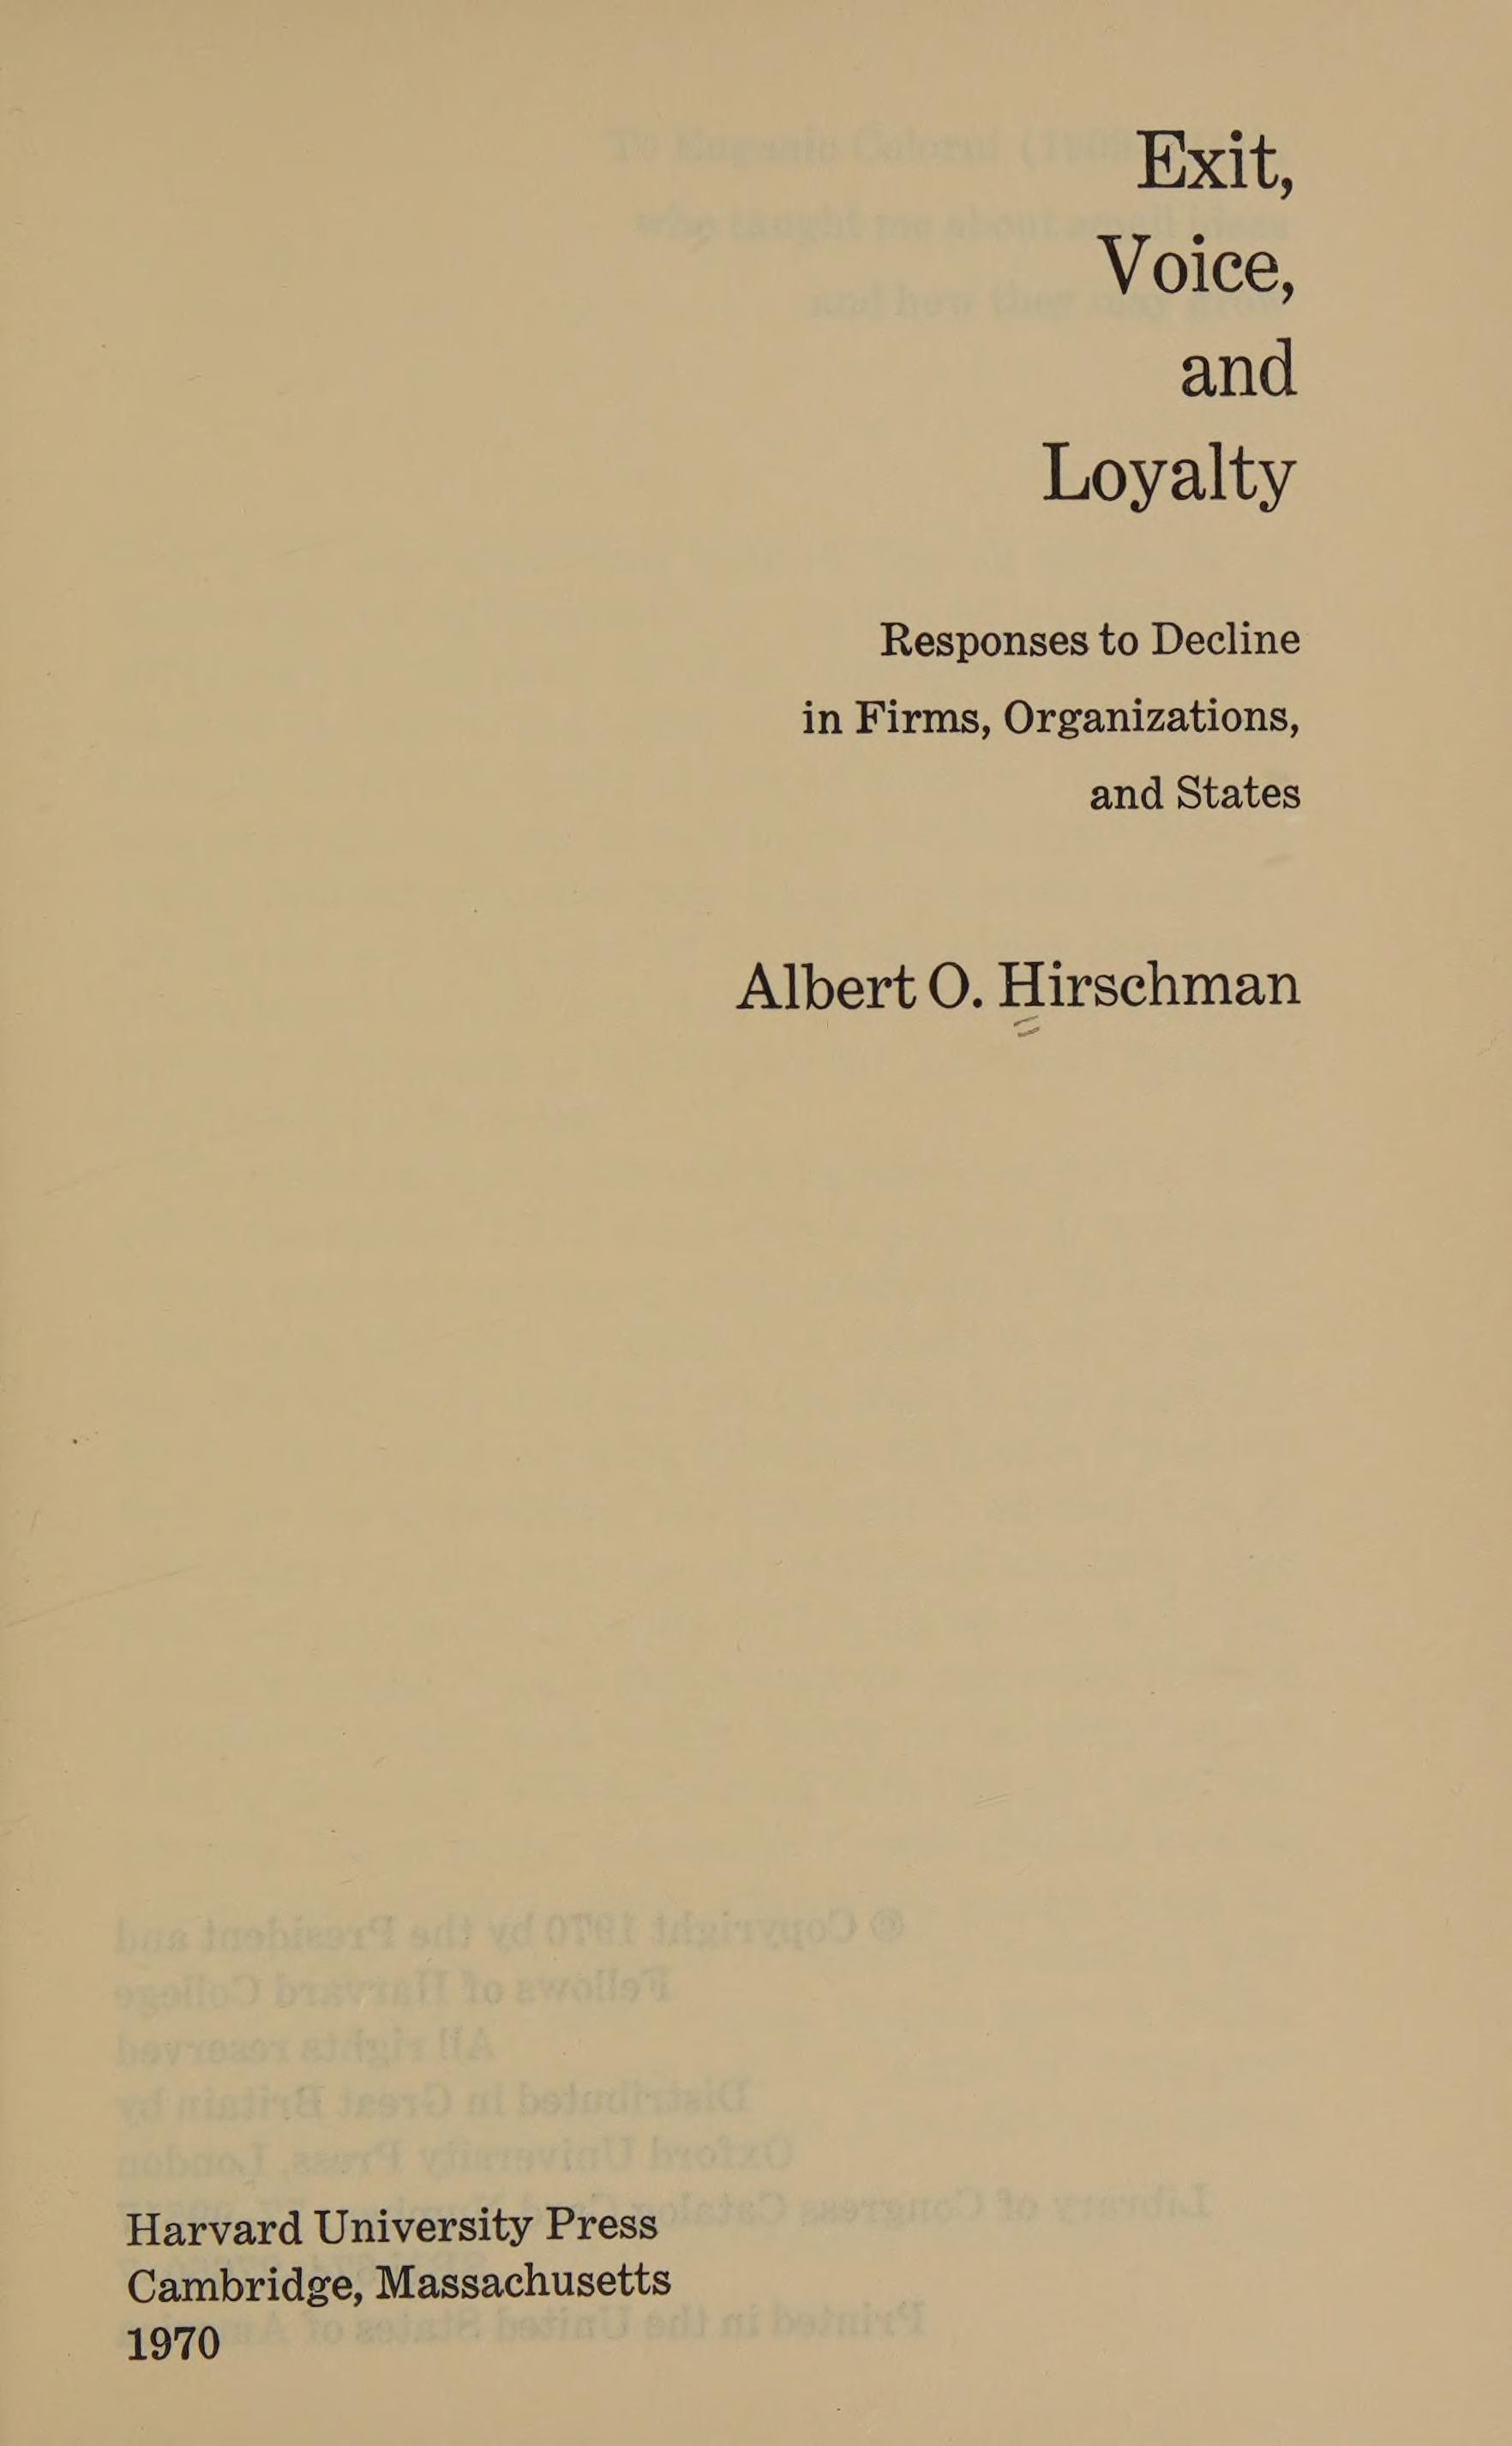 Exit,
Voice,
and
Loyalty
Responses to Decline
in Firms, Organizations,
and States
Albert O. Hirschman
Harvard University Press
Cambridge, Massachusetts
1970